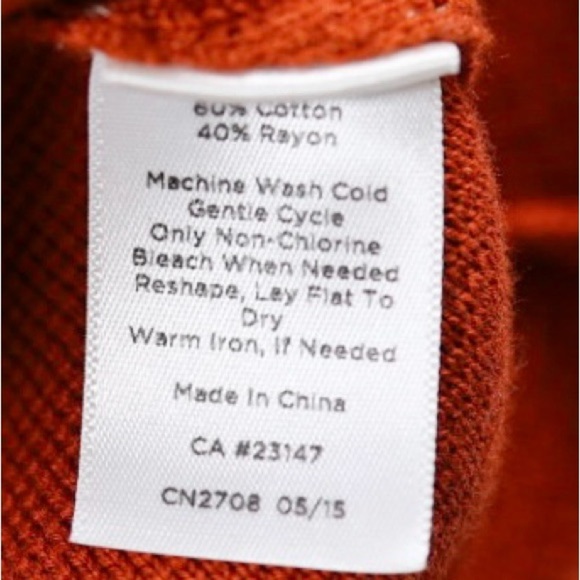 60% Cotton
40% Rayon
Machine Wash Cold
Gentle Cycle
Only Non-Chlorine
Bleach When Needed
Reshape, Lay Flat To
Dry
Warm Iron, If Needed
Made In China
CA #23147
CN2708 05/15